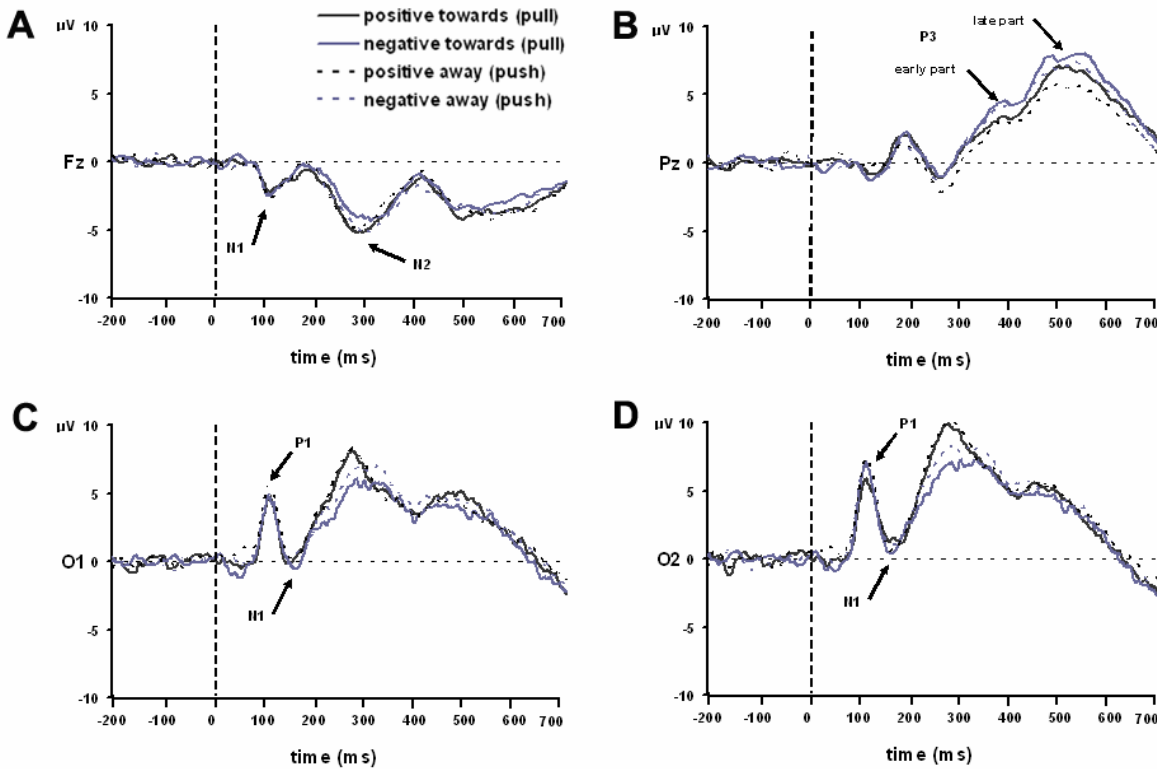 A
µV
10
5
Fz 0
-5
-10
N1
N2
-200 -100 0 100 200 300 400 500 600 700
time (ms)
positive towards (pull)
negative towards (pull)
positive away (push)
negative away (push)
B
µV
10
5
Pz 0
-5
-10
P3
early part
late part
-200 -100 0 100 200 300 400 500 600 700
time (ms)
C
µV 10
5
O1 0
-5
-10
P1
N1
-200 -100 0 100 200 300 400 500 600 700
time (ms)
D
µV 10
5
O2 0
-5
-10
P1
N1
-200 -100 0 100 200 300 400 500 600 700
time (ms)